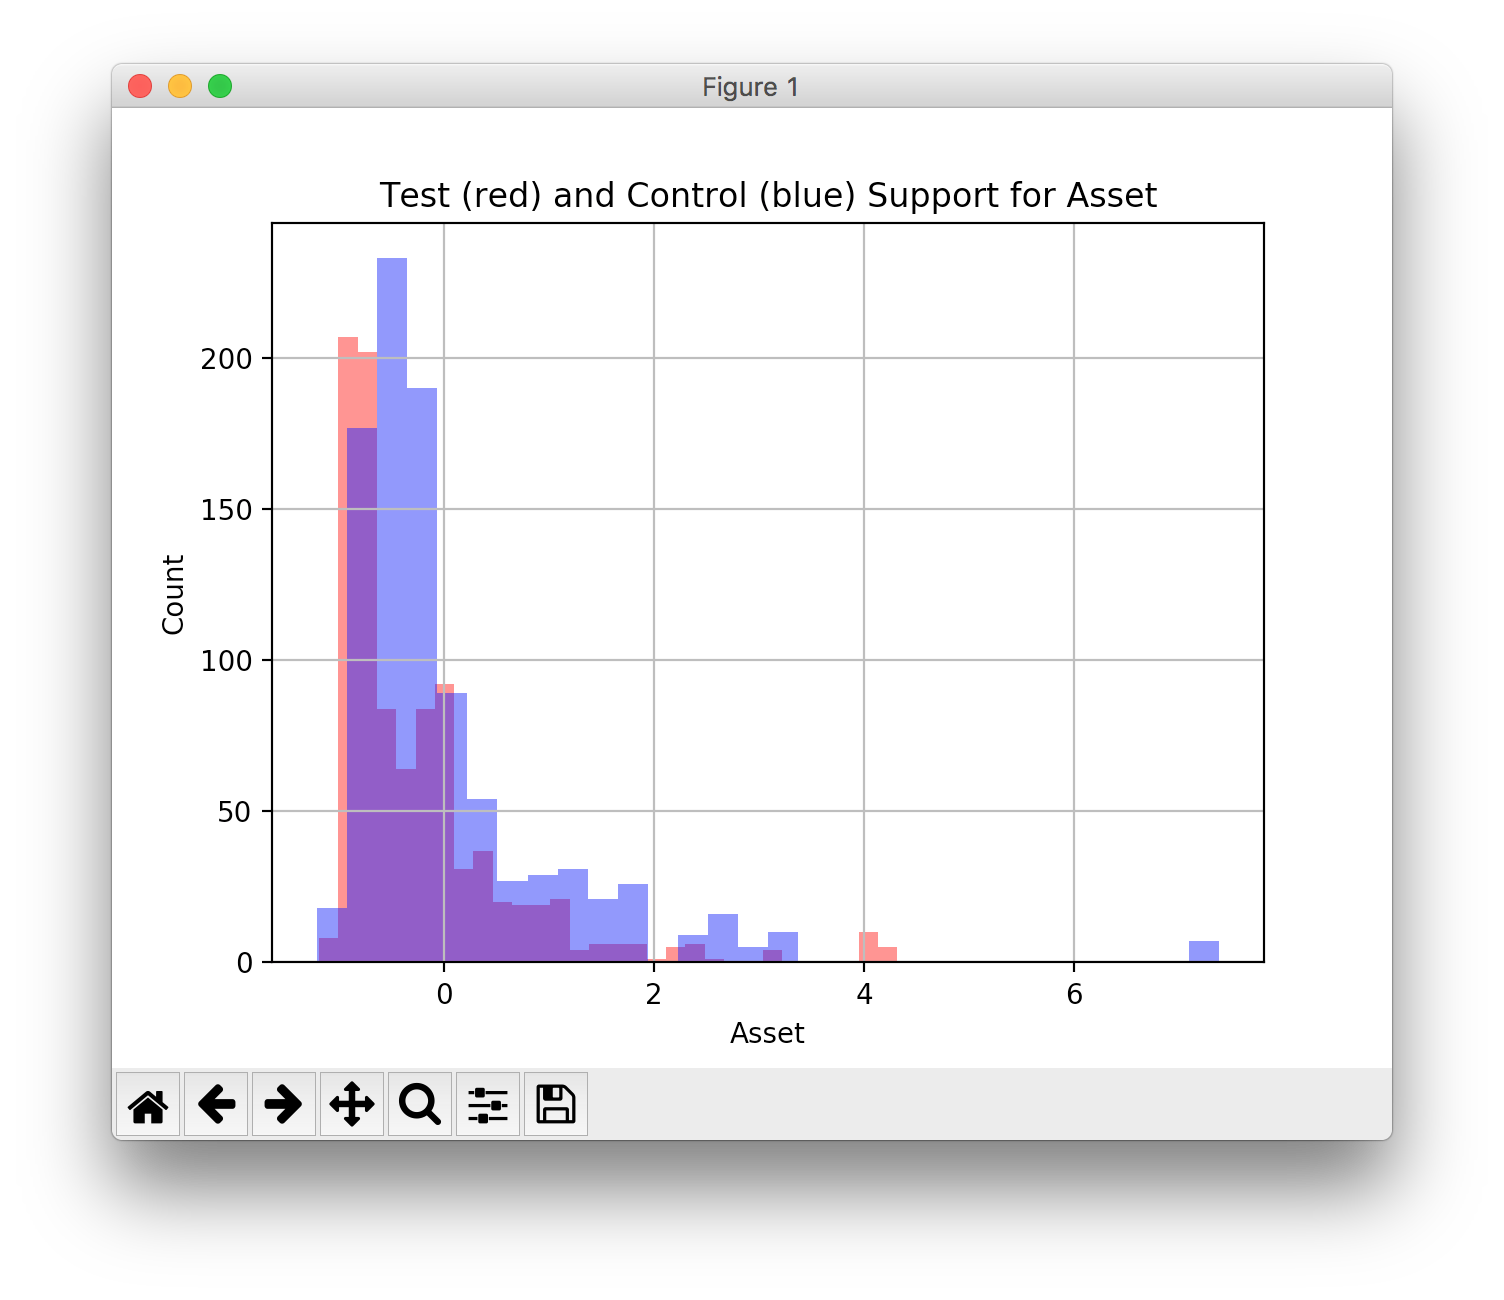 Figure 1
Test (red) and Control (blue) Support for Asset
200
150
100
50
0
Count
0 2 4 6
Asset